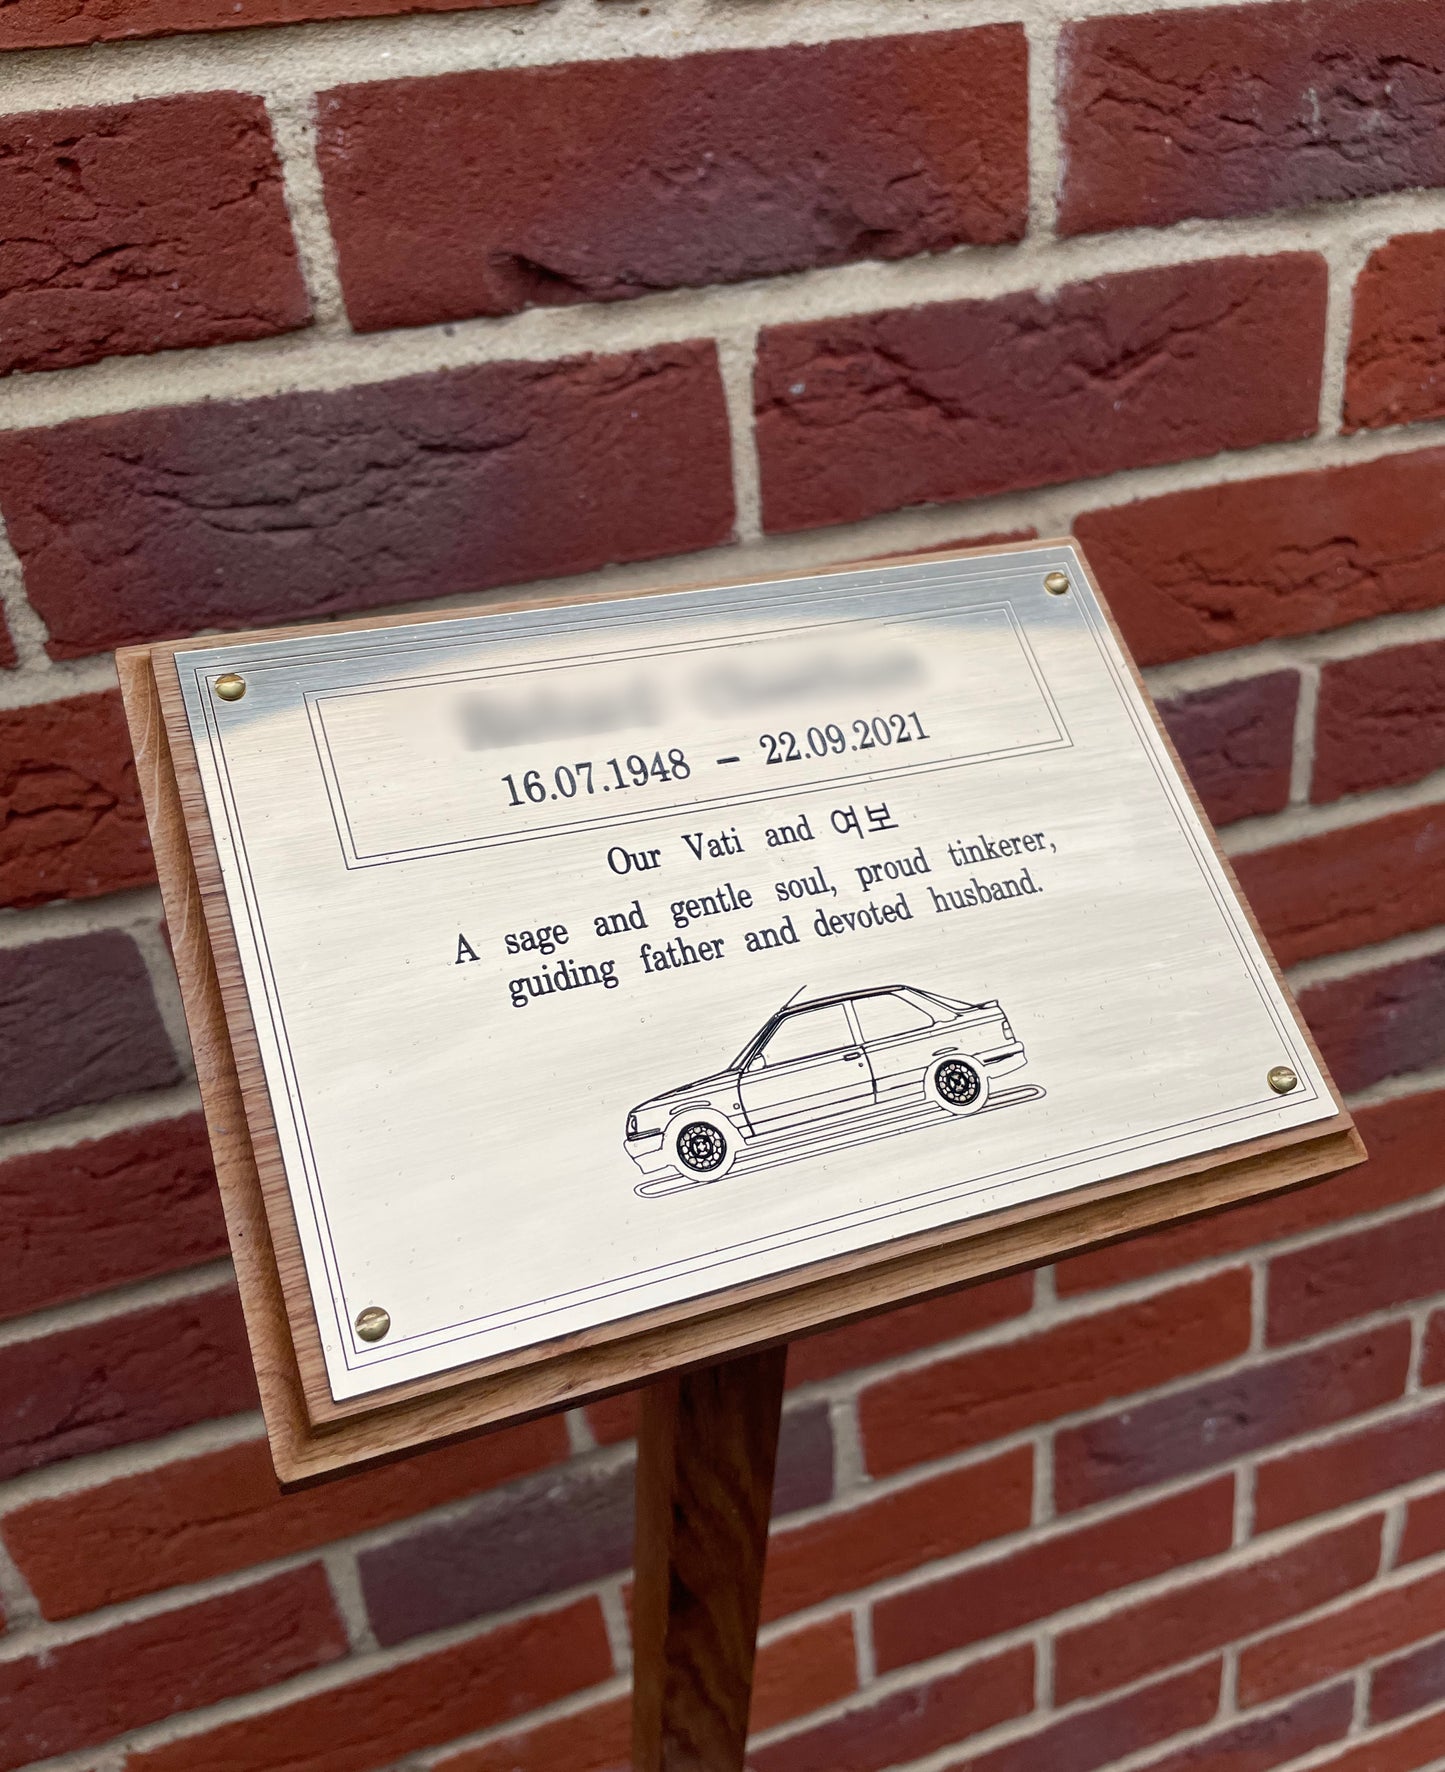 16.07.1948 – 22.09.2021
Our Vati and 여보
A sage and gentle soul, proud tinkerer,
guiding father and devoted husband.